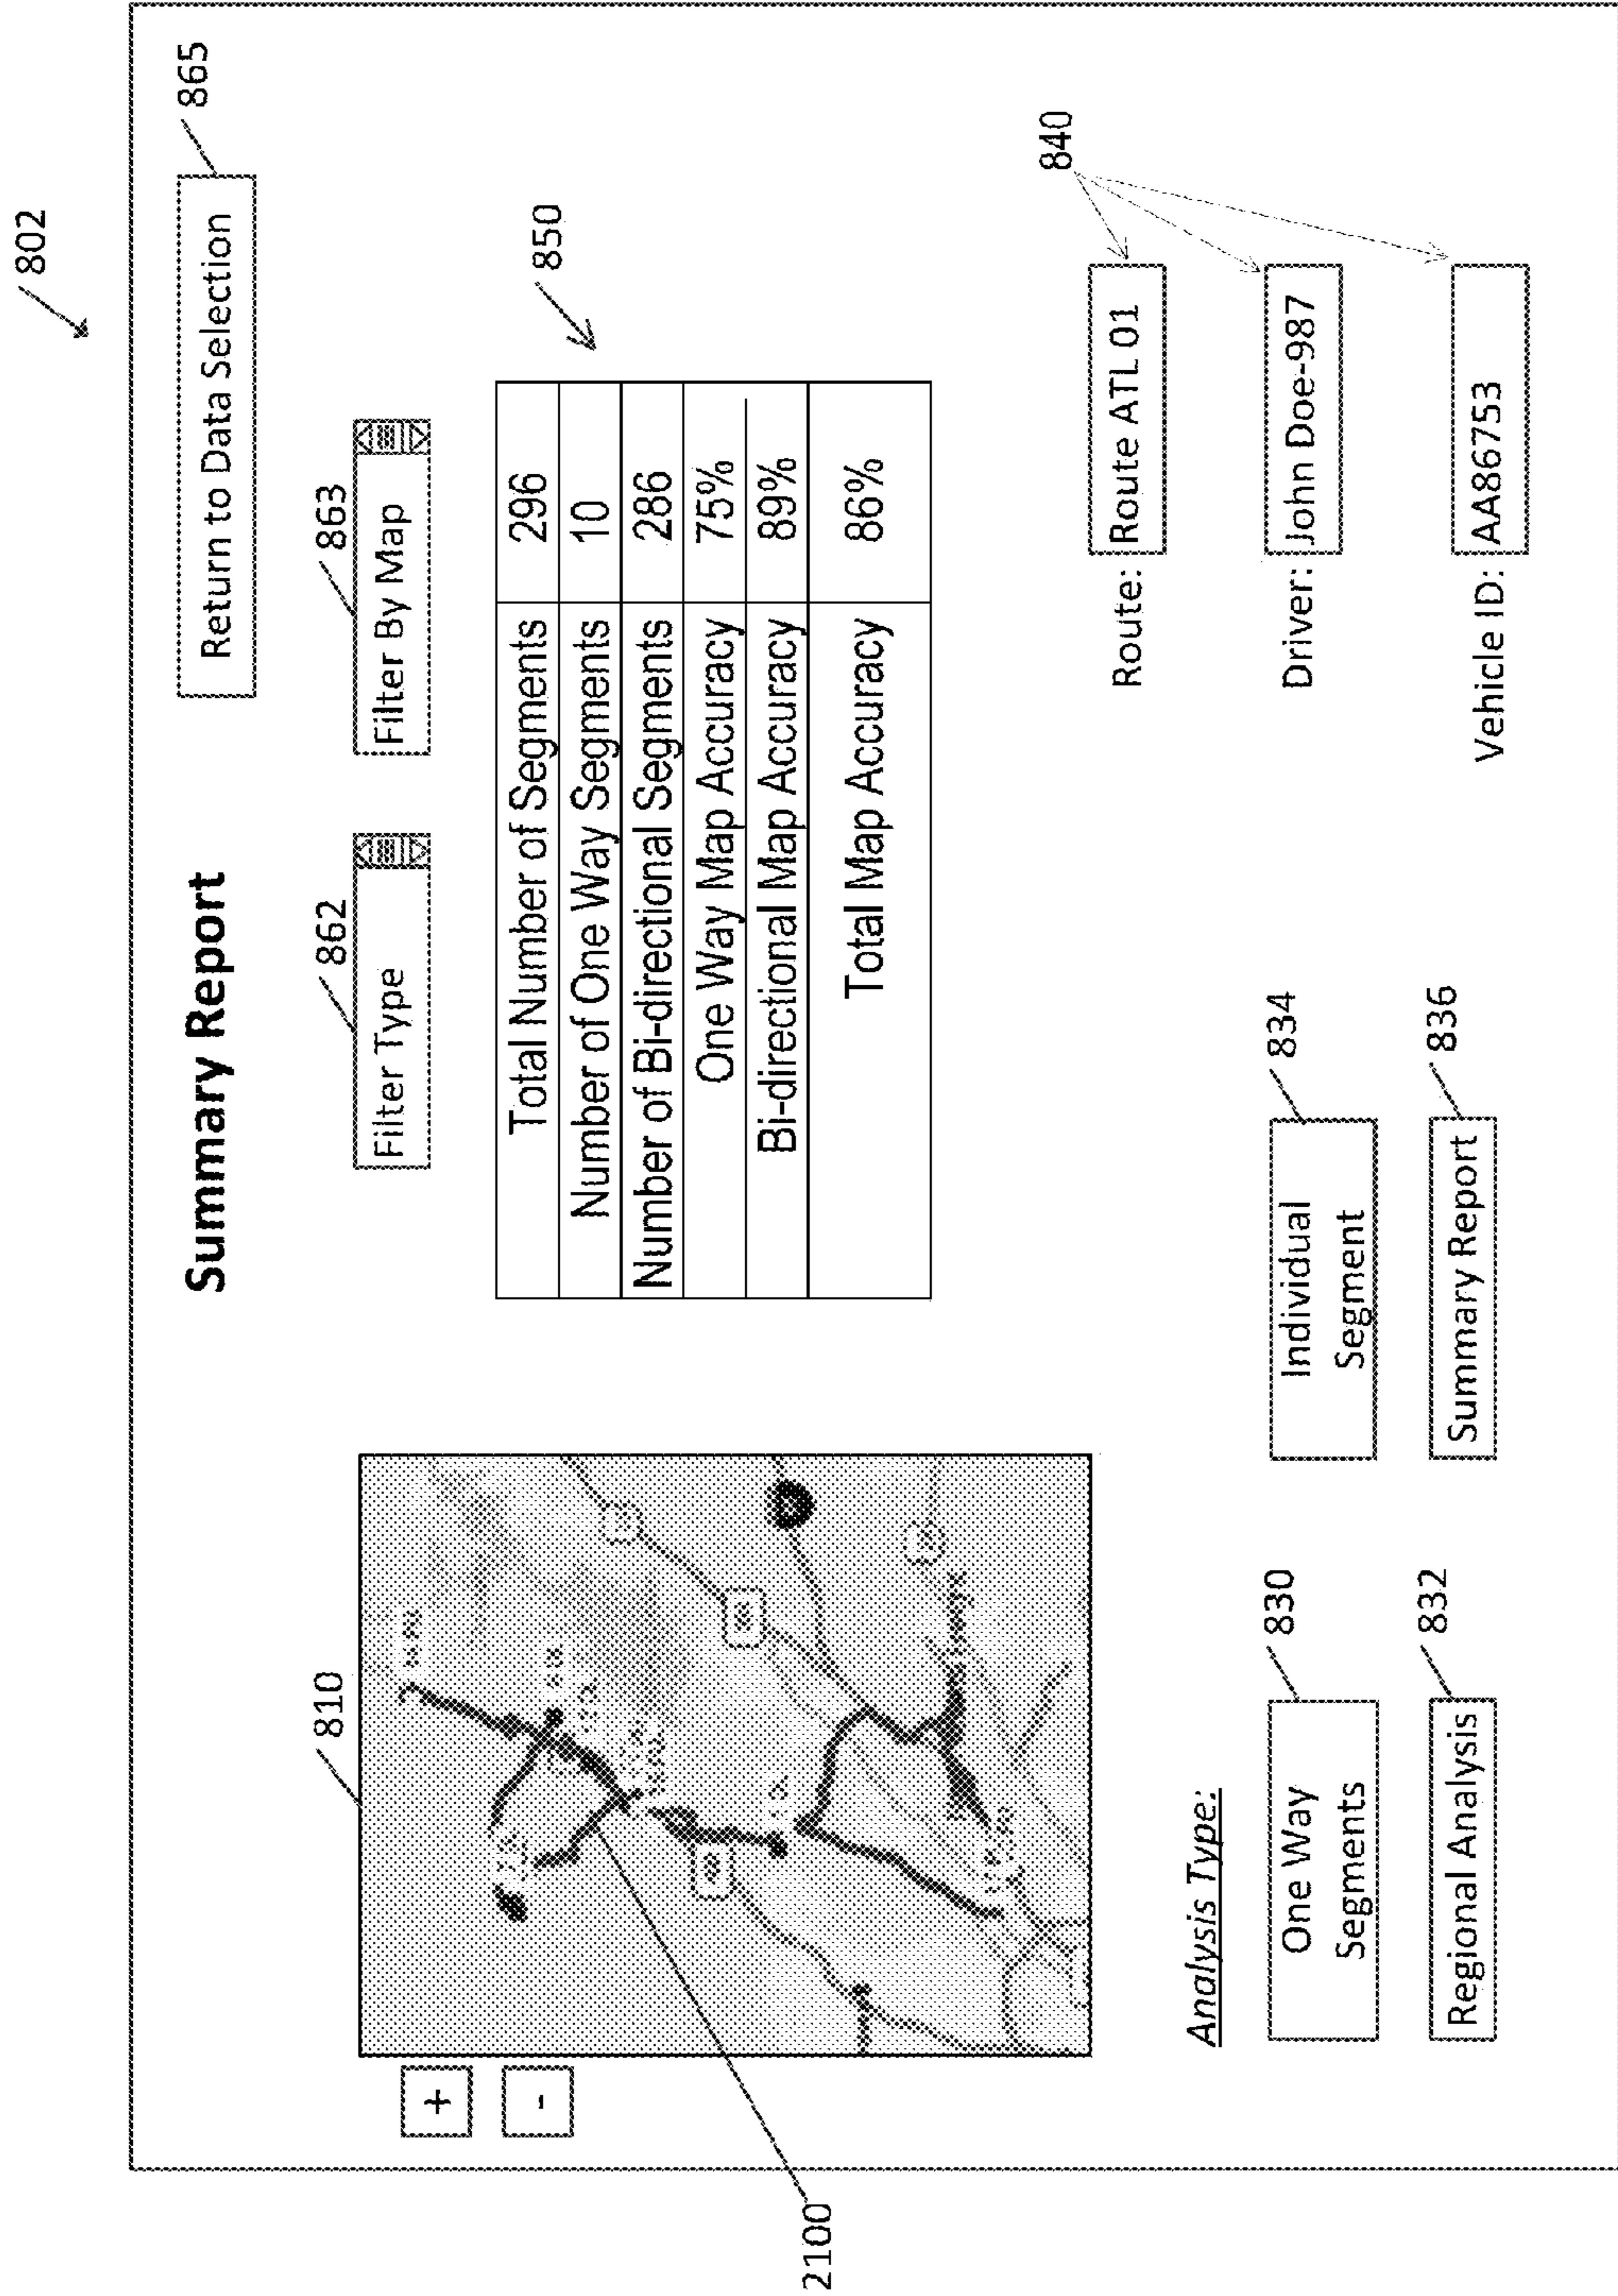 802
Summary Report
Return to Data Selection
865
862
863
Filter Type
Filter By Map
810
850
+
-
Total Number of Segments 296
Number of One Way Segments 10
Number of Bi-directional Segments 286
One Way Map Accuracy 75%
Bi-directional Map Accuracy 89%
Total Map Accuracy 86%
2100
Analysis Type:
One Way
Segments
830
Individual
Segment
834
Regional Analysis
832
Summary Report
836
840
Route: Route ATL 01
Driver: John Doe-987
Vehicle ID: AA86753